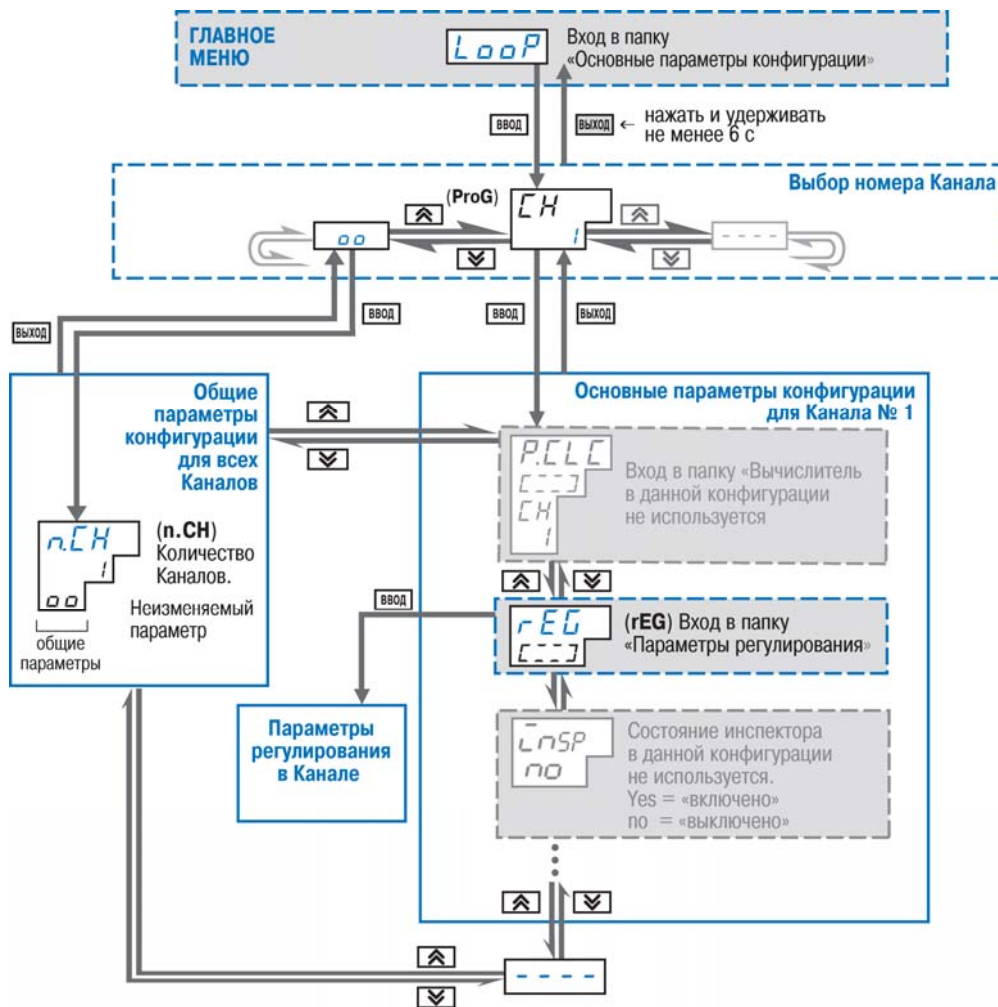 ГЛАВНОЕ
МЕНЮ
LooP
Вход в папку
«Основные параметры конфигурации»
ВВОД
ВЫХОД
← нажать и удерживать
не менее 6 с
Выбор номера Канала
(ProG)
CH
1
oo
- - - -
ВЫХОД
ВВОД
ВВОД
ВЫХОД
Общие
параметры
конфигурации
для всех
Каналов
n.CH
1
oo
(n.CH)
Количество
Каналов.
Неизменяемый
параметр
общие
параметры
Основные параметры конфигурации
для Канала № 1
P.CLC
[---]
CH
1
Вход в папку «Вычислитель
в данной конфигурации
не используется
ВВОД
rEG
[---]
(rEG) Вход в папку
«Параметры регулирования»
Параметры
регулирования
в Канале
inSP
no
Состояние инспектора
в данной конфигурации
не используется.
Yes = «включено»
no = «выключено»
- - - -